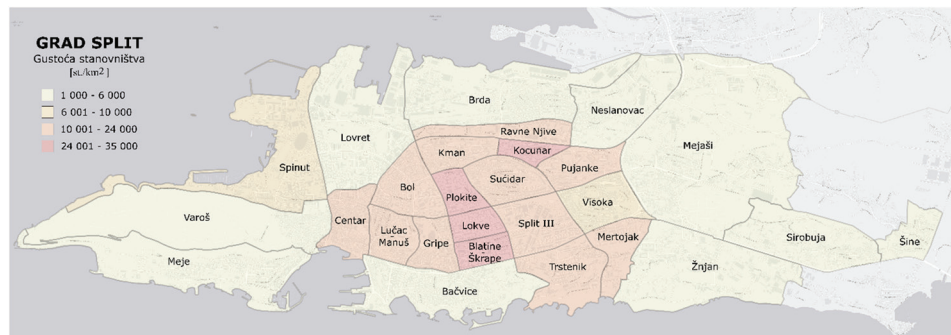 GRAD SPLIT
Gustoća stanovništva
[st./km2 ]
1 000 - 6 000
6 001 - 10 000
10 001 - 24 000
24 001 - 35 000
Brda
Neslanovac
Ravne Njive
Lovret
Mejaši
Kman
Kocunar
Spinut
Pujanke
Sućidar
Bol
Plokite
Visoka
Varoš
Centar
Lokve
Split III
Lučac
Manuš
Gripe
Mertojak
Sirobuja
Šine
Blatine
Škrape
Meje
Trstenik
Žnjan
Bačvice